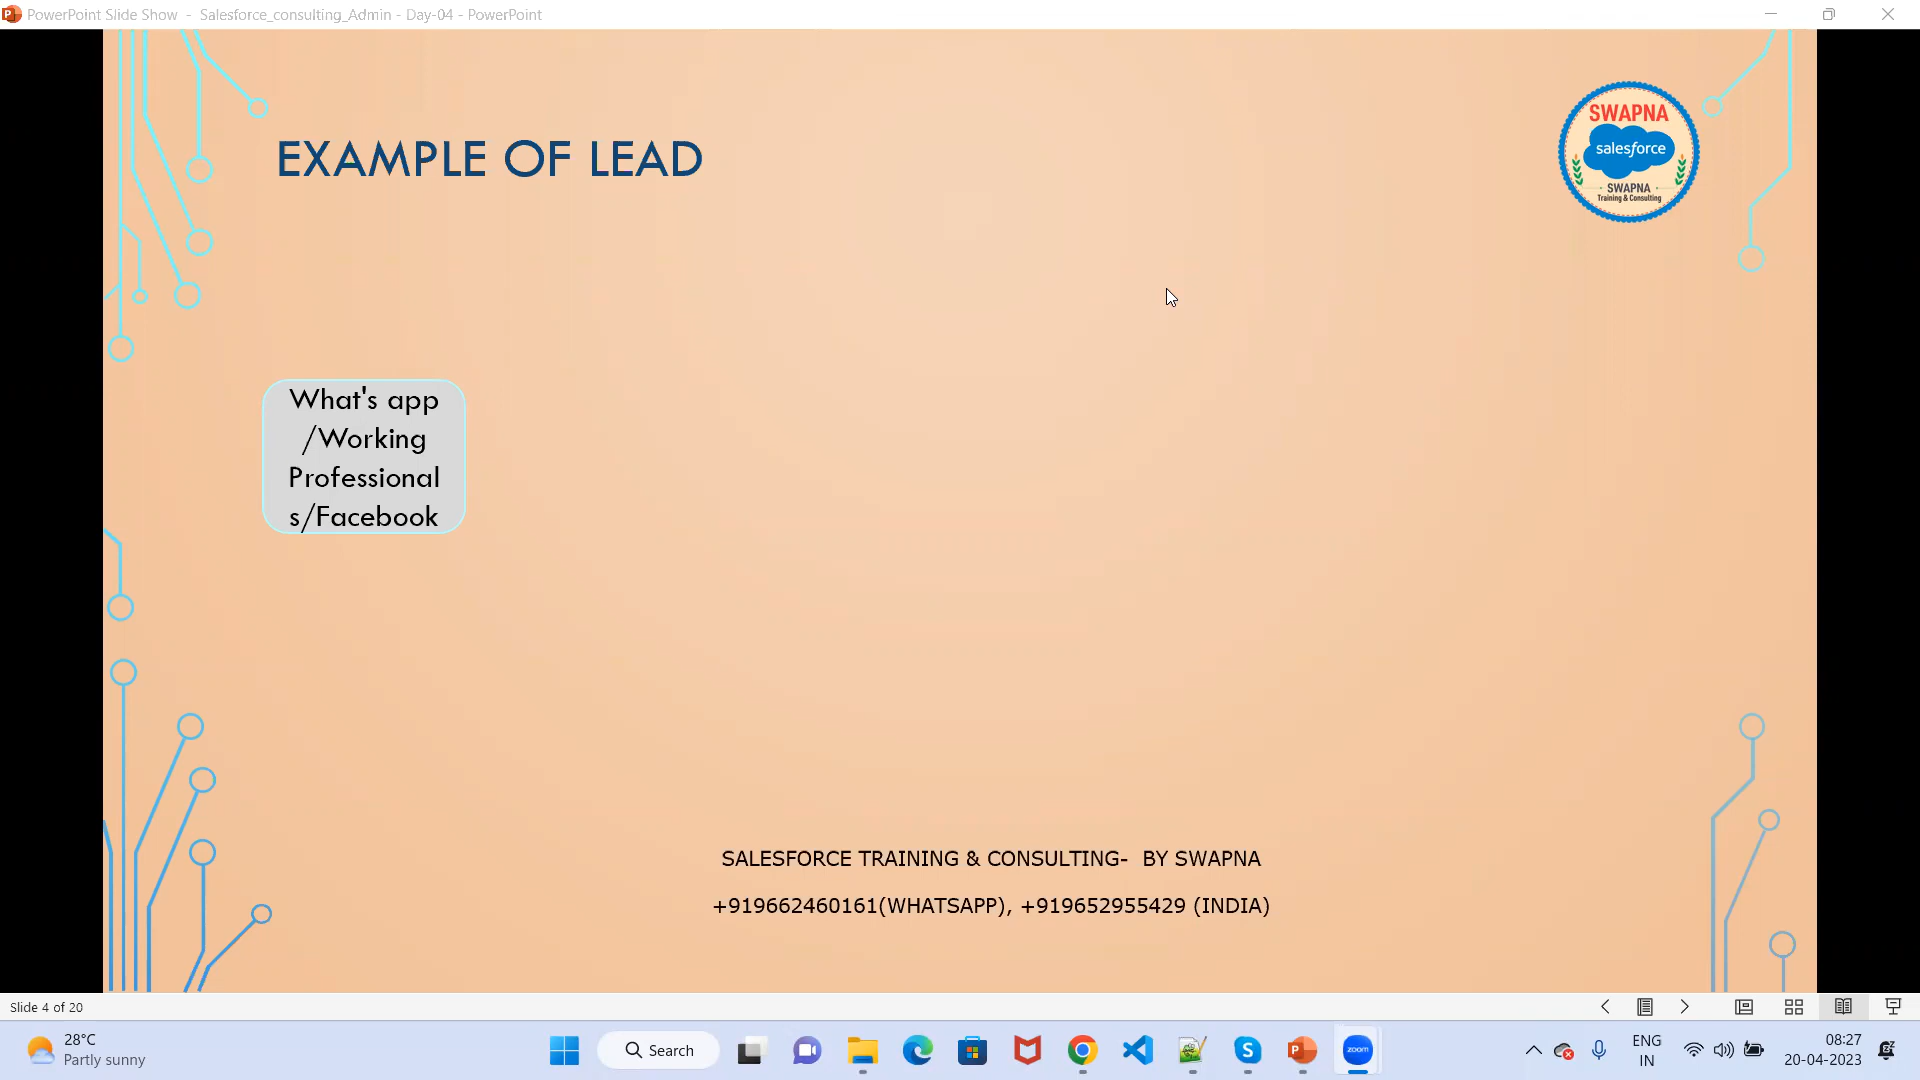 PowerPoint Slide Show - Salesforce_consulting_Admin - Day-04 - PowerPoint
EXAMPLE OF LEAD
SWAPNA
salesforce
SWAPNA
Training & Consulting
What's app
/Working
Professional
s/Facebook
SALESFORCE TRAINING & CONSULTING- BY SWAPNA
+919662460161(WHATSAPP), +919652955429 (INDIA)
Slide 4 of 20
28°C
Partly sunny
Search
zoom
ENG
IN
08:27
20-04-2023